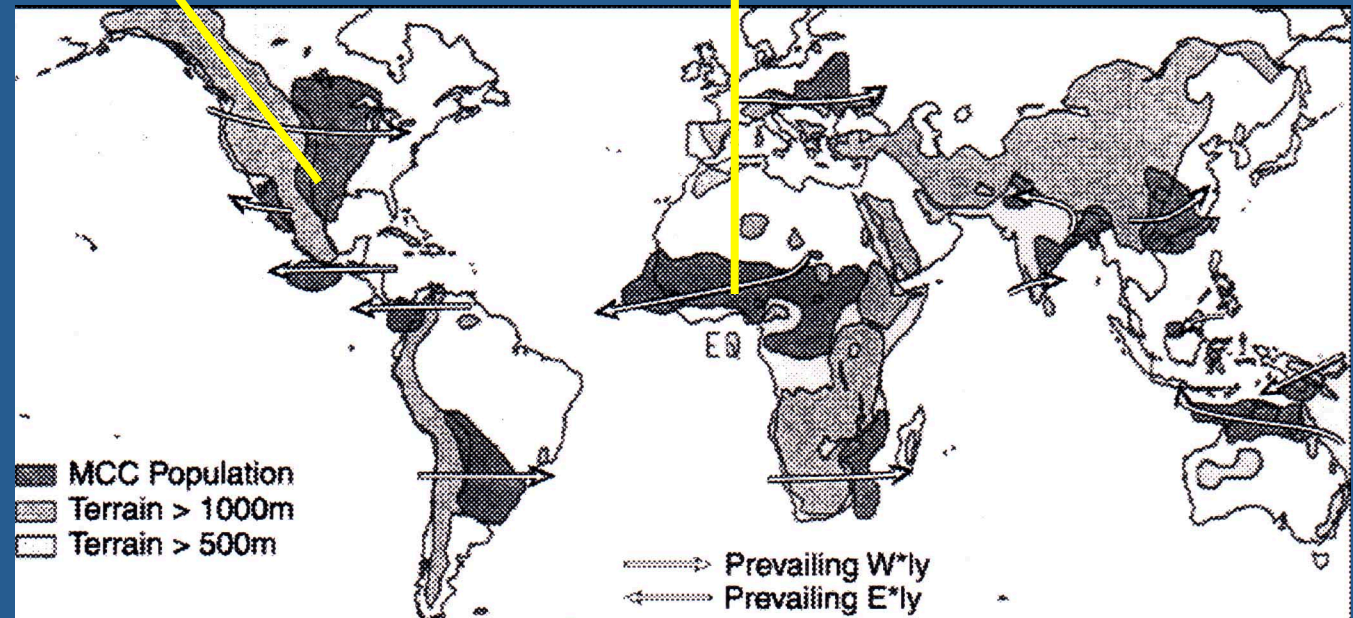 EQ
MCC Population
Terrain > 1000m
Terrain > 500m
Prevailing W*ly
Prevailing E*ly